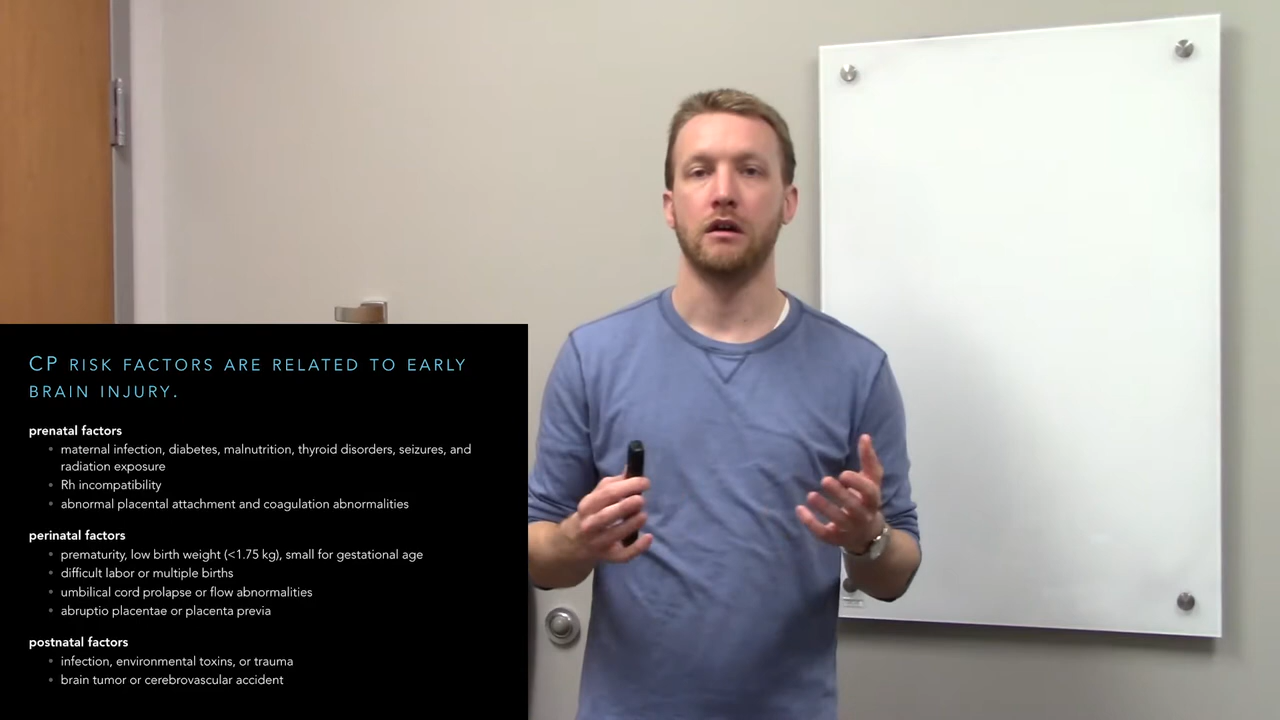 CP RISK FACTORS ARE RELATED TO EARLY
BRAIN INJURY.
prenatal factors
• maternal infection, diabetes, malnutrition, thyroid disorders, seizures, and
radiation exposure
• Rh incompatibility
• abnormal placental attachment and coagulation abnormalities
perinatal factors
• prematurity, low birth weight (<1.75 kg), small for gestational age
• difficult labor or multiple births
• umbilical cord prolapse or flow abnormalities
• abruptio placentae or placenta previa
postnatal factors
• infection, environmental toxins, or trauma
• brain tumor or cerebrovascular accident